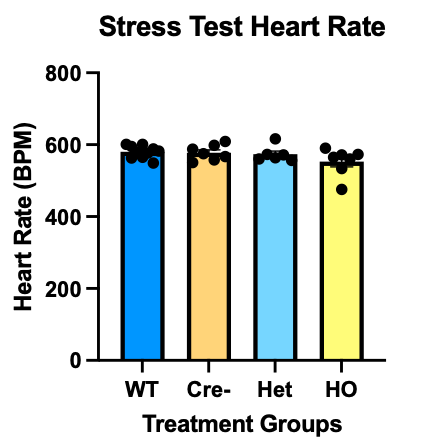 Stress Test Heart Rate
Heart Rate (BPM)
800
600
400
200
0
WT Cre- Het HO
Treatment Groups